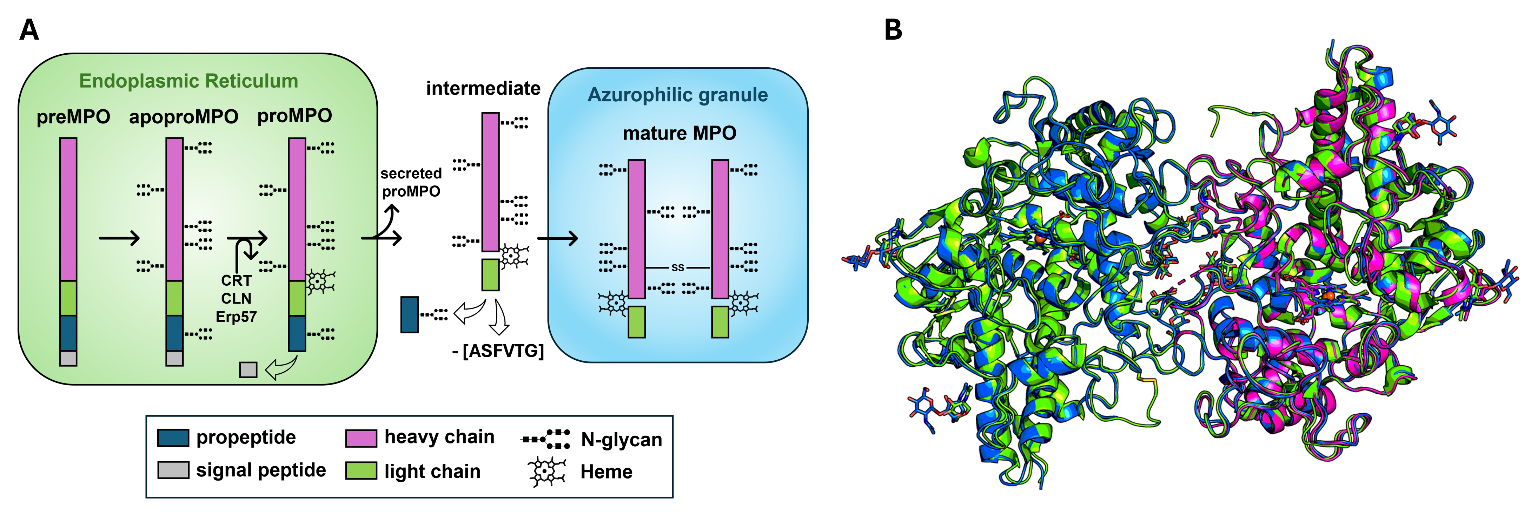 A
B
Endoplasmic Reticulum
preMPO
apoproMPO
proMPO
CRT
CLN
Erp57
secreted
proMPO
intermediate
- [ASFVTG]
Azurophilic granule
mature MPO
ss
propeptide
heavy chain
N-glycan
signal peptide
light chain
Heme